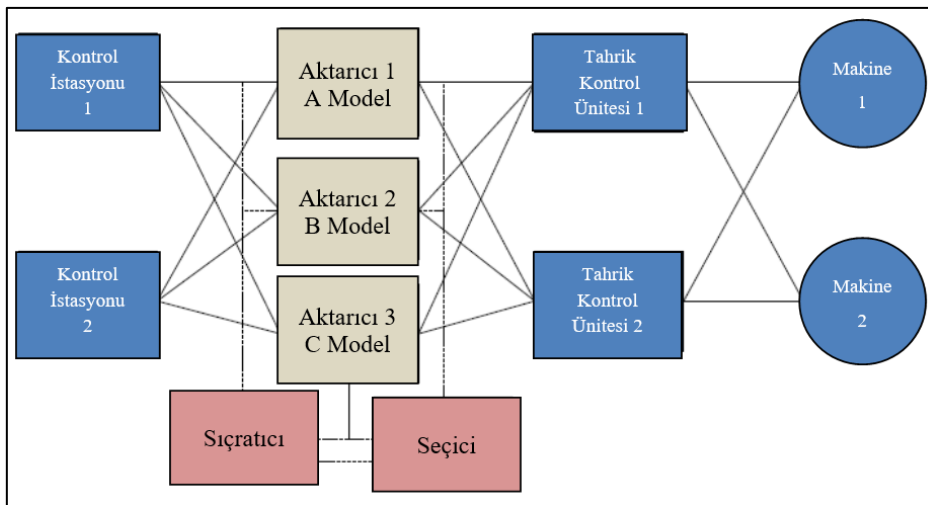 Kontrol
İstasyonu
1
Aktarıcı 1
A Model
Tahrik
Kontrol
Ünitesi 1
Makine
1
Aktarıcı 2
B Model
Kontrol
İstasyonu
2
Aktarıcı 3
C Model
Tahrik
Kontrol
Ünitesi 2
Makine
2
Sıçratıcı
Seçici